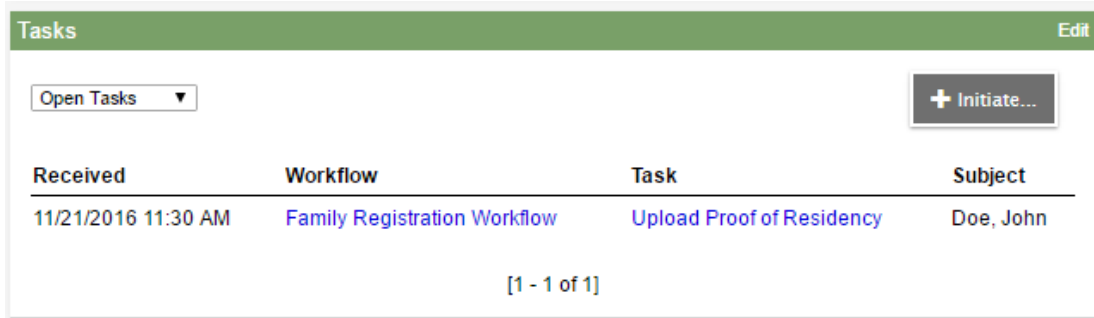 Tasks Edit
Open Tasks ▼ + Initiate...
Received Workflow Task Subject
11/21/2016 11:30 AM Family Registration Workflow Upload Proof of Residency Doe, John
[1 - 1 of 1]